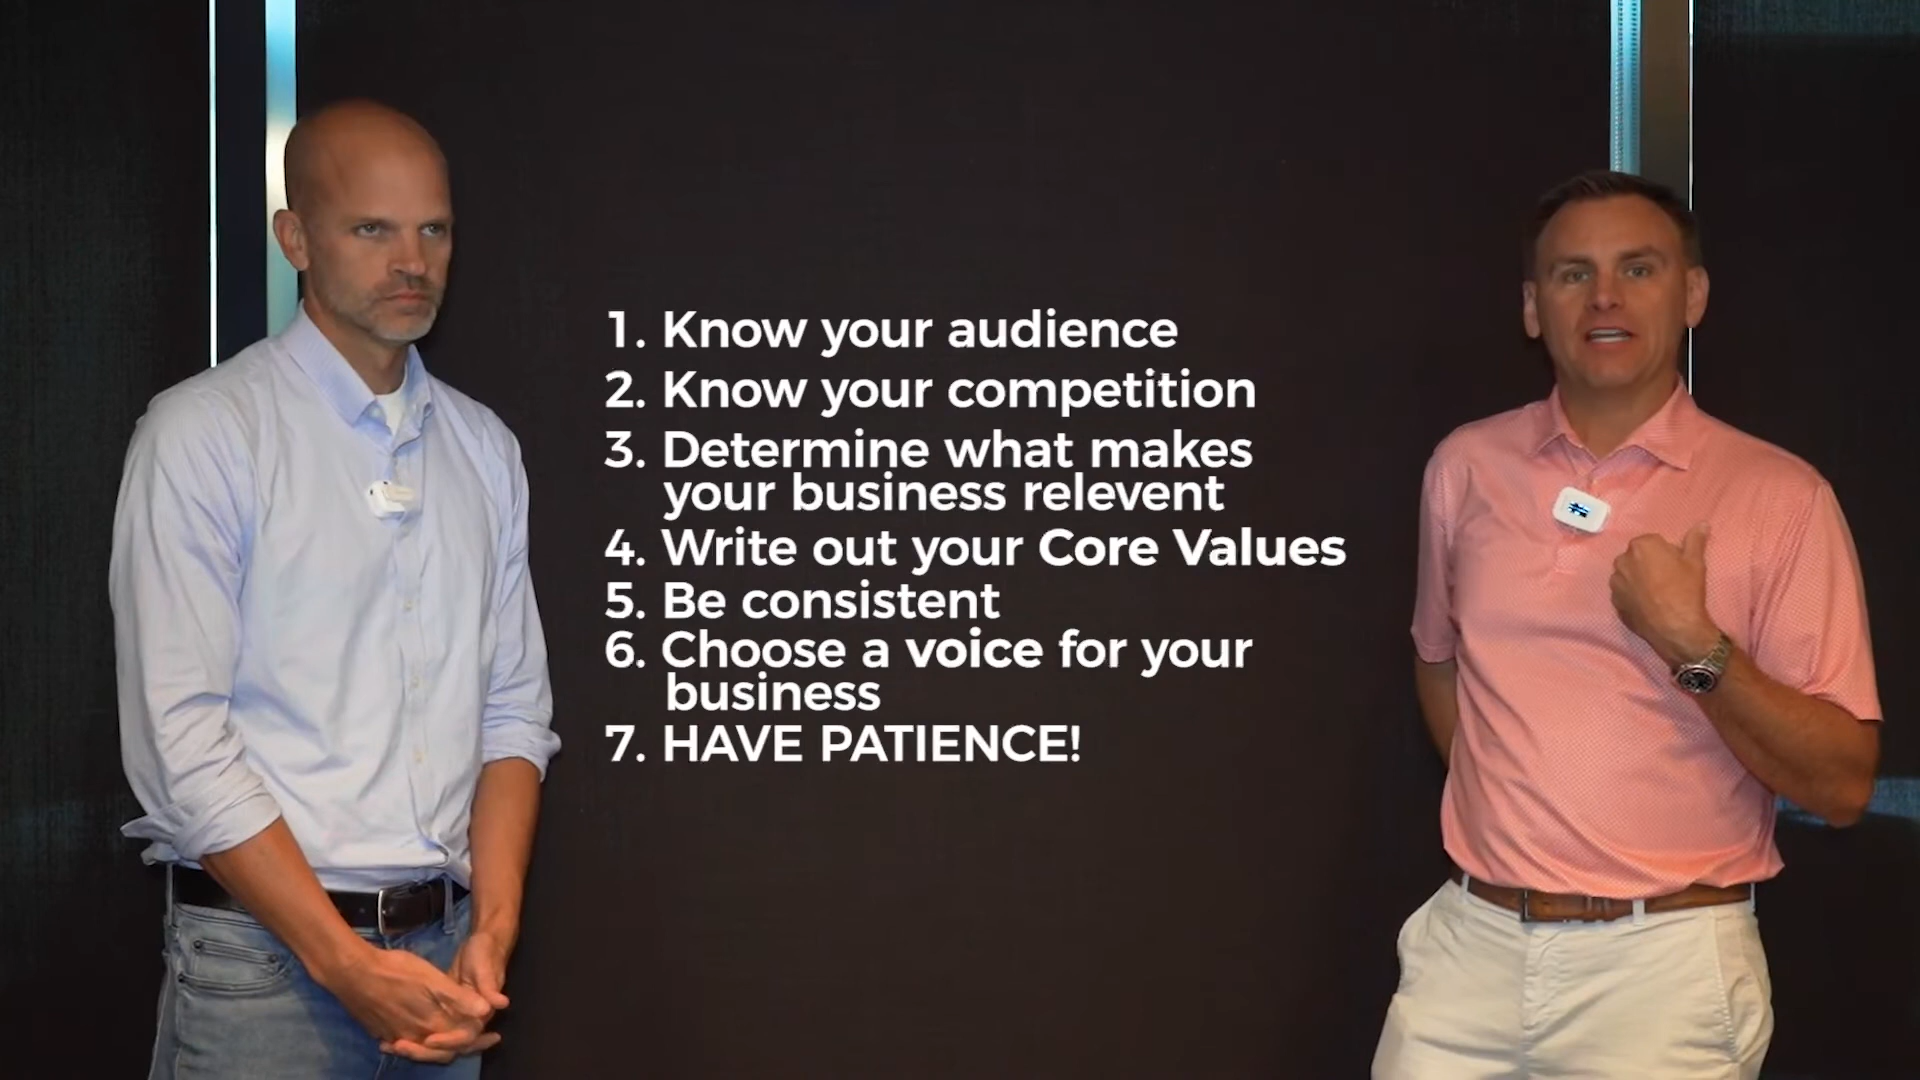 1. Know your audience
2. Know your competition
3. Determine what makes
your business relevent
4. Write out your Core Values
5. Be consistent
6. Choose a voice for your
business
7. HAVE PATIENCE!